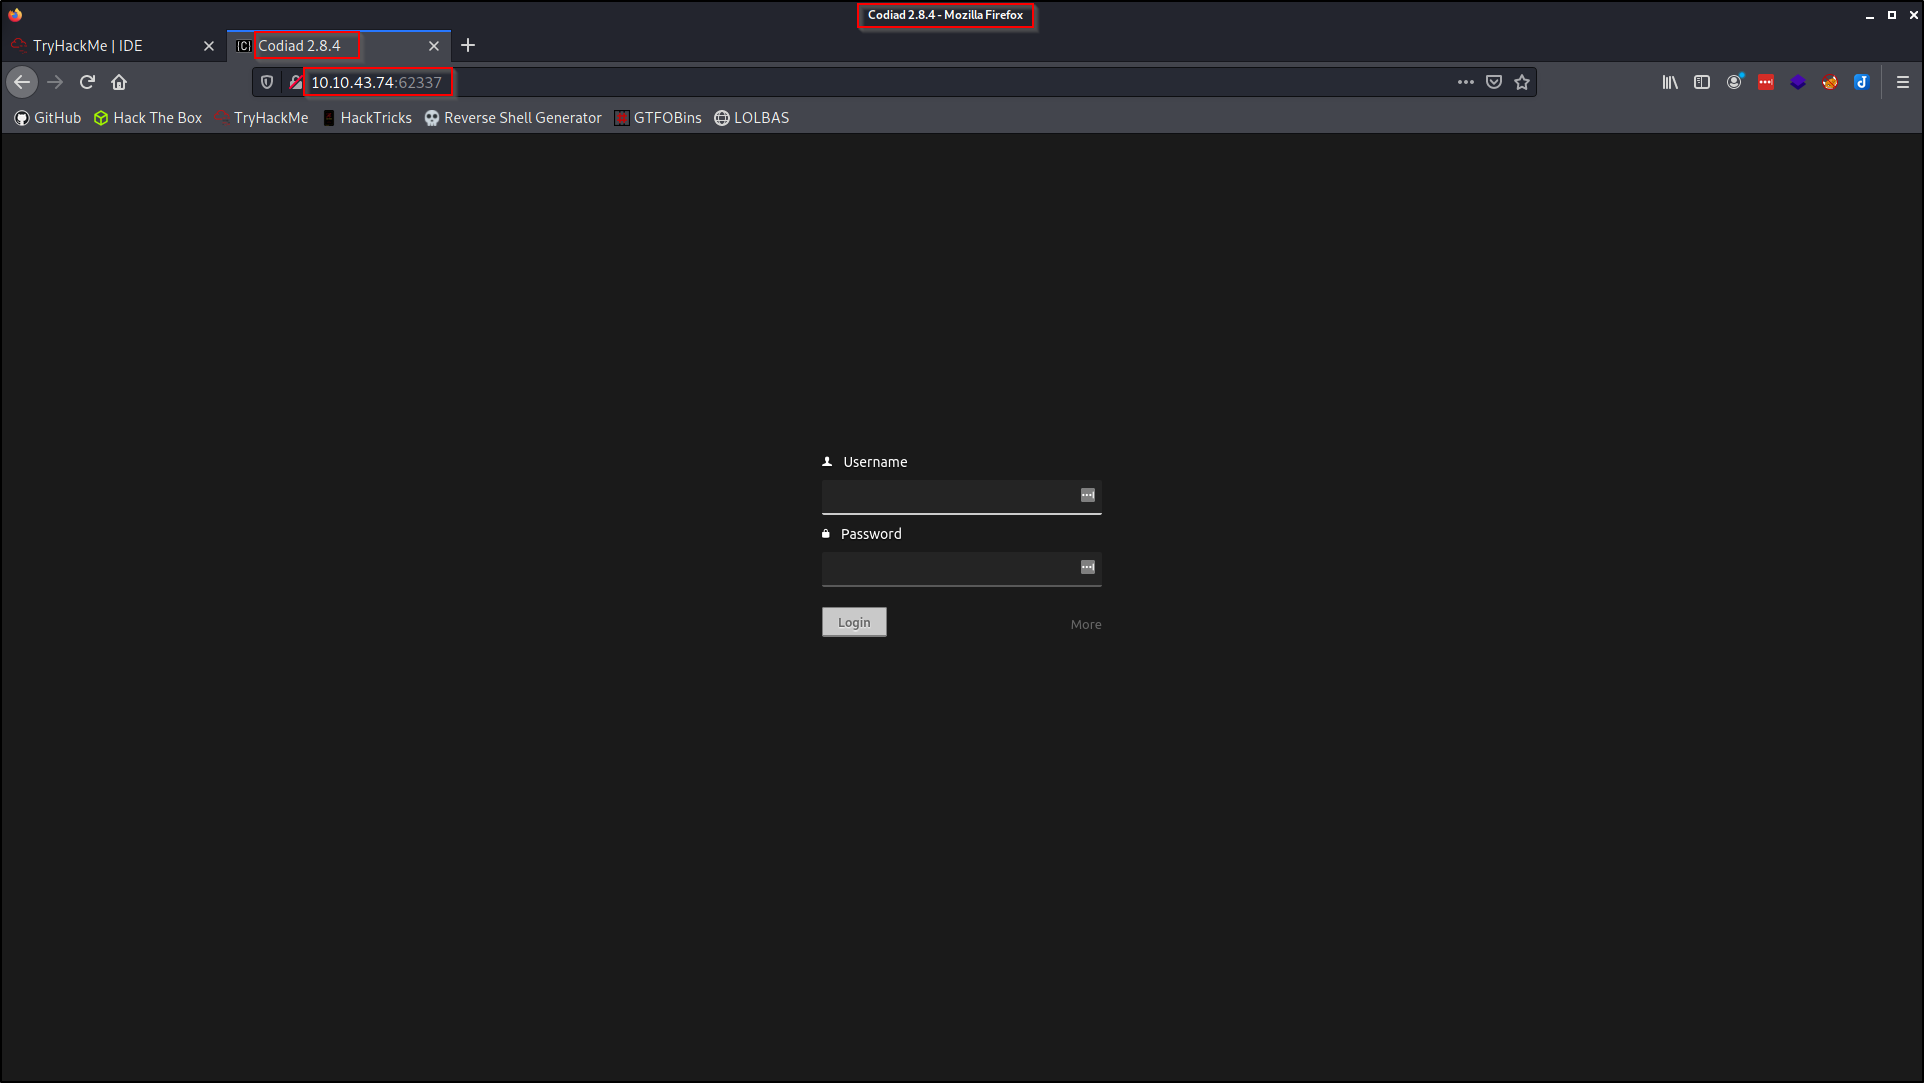 Codiad 2.8.4 - Mozilla Firefox
TryHackMe | IDE
[C] Codiad 2.8.4
10.10.43.74:62337
GitHub Hack The Box TryHackMe HackTricks Reverse Shell Generator GTFOBins LOLBAS
Username
Password
Login More